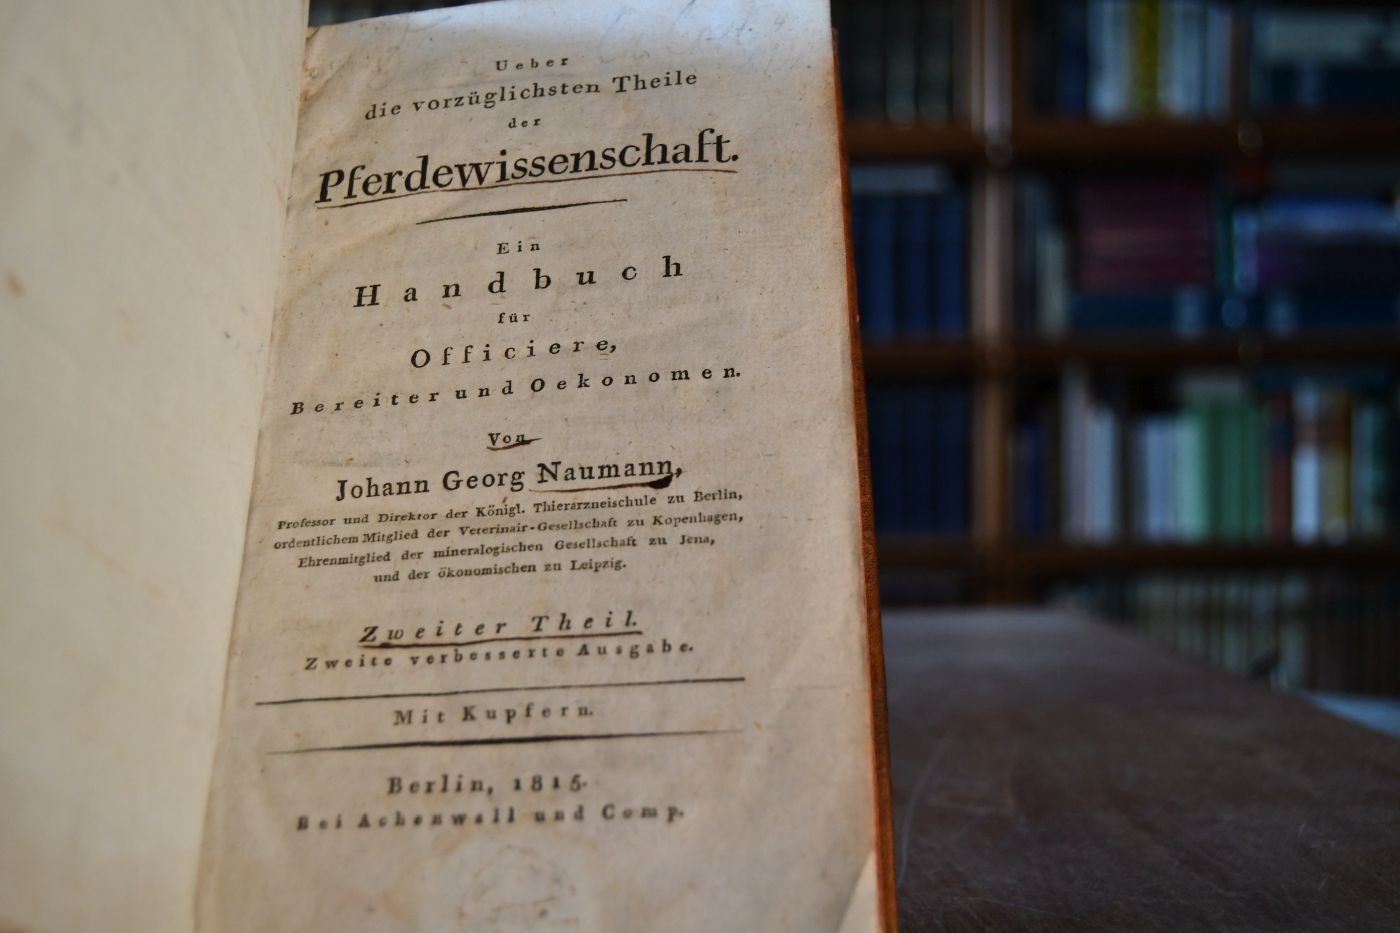 Ueber
die vorzüglichsten Theile
der
Pferdewissenschaft.
Ein
Handbuch
für
Officiere,
Bereiter und Oekonomen.
Von
Johann Georg Naumann,
Professor und Direktor der Königl. Thierarzneischule zu Berlin,
ordentlichem Mitglied der Veterinair-Gesellschaft zu Kopenhagen,
Ehrenmitglied der mineralogischen Gesellschaft zu Jena,
und der ökonomischen zu Leipzig.
Zweiter Theil.
Zweite verbesserte Ausgabe.
Mit Kupfern.
Berlin, 1815.
Bei Achenwall und Comp.